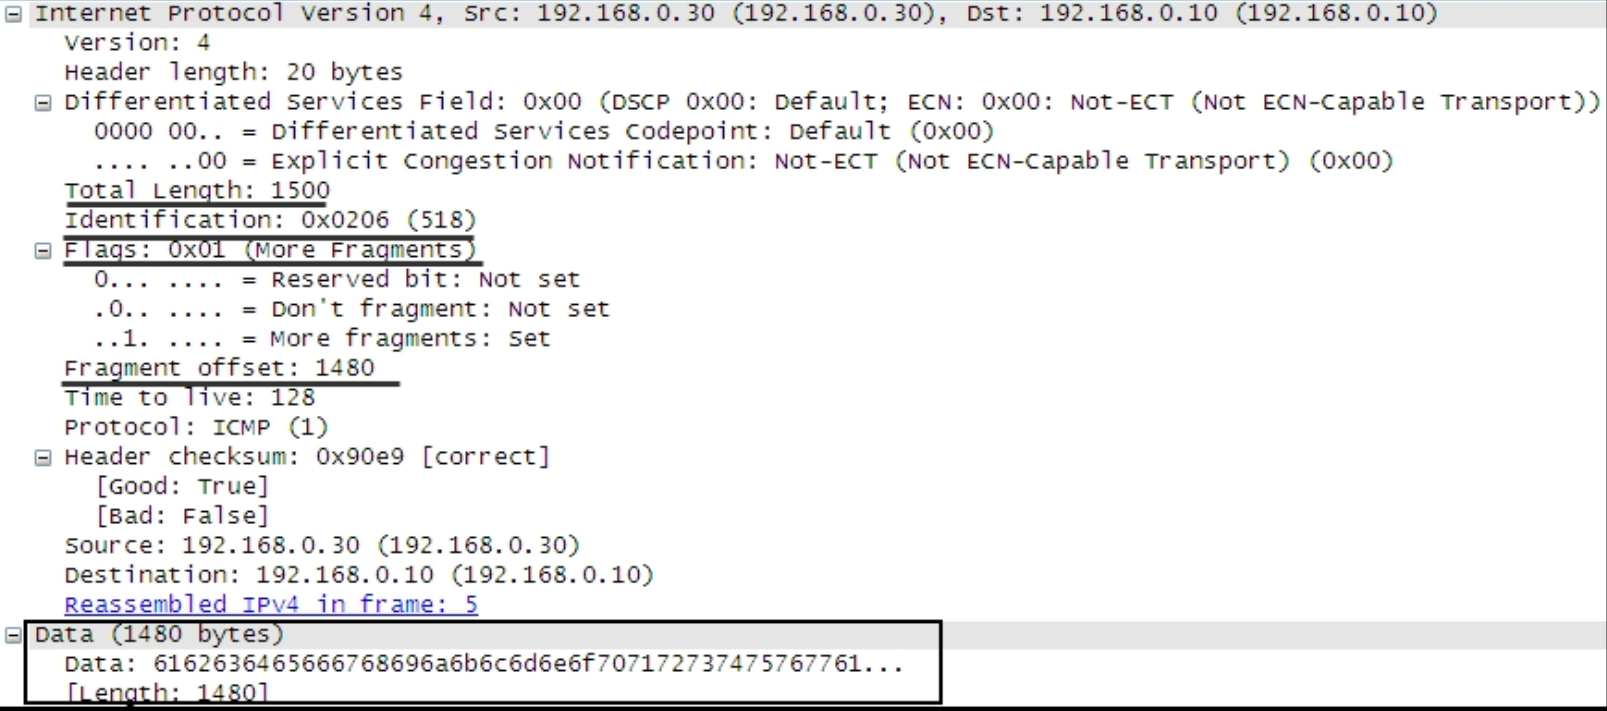 Internet Protocol Version 4, Src: 192.168.0.30 (192.168.0.30), Dst: 192.168.0.10 (192.168.0.10)
Version: 4
Header length: 20 bytes
Differentiated Services Field: 0x00 (DSCP 0x00: Default; ECN: 0x00: Not-ECT (Not ECN-Capable Transport))
0000 00.. = Differentiated Services Codepoint: Default (0x00)
.... ..00 = Explicit Congestion Notification: Not-ECT (Not ECN-Capable Transport) (0x00)
Total Length: 1500
Identification: 0x0206 (518)
Flags: 0x01 (More Fragments)
0... .... = Reserved bit: Not set
.0.. .... = Don't fragment: Not set
..1. .... = More fragments: Set
Fragment offset: 1480
Time to live: 128
Protocol: ICMP (1)
Header checksum: 0x90e9 [correct]
[Good: True]
[Bad: False]
Source: 192.168.0.30 (192.168.0.30)
Destination: 192.168.0.10 (192.168.0.10)
Reassembled IPv4 in frame: 5
Data (1480 bytes)
Data: 6162636465666768696a6b6c6d6e6f707172737475767761...
[Length: 1480]